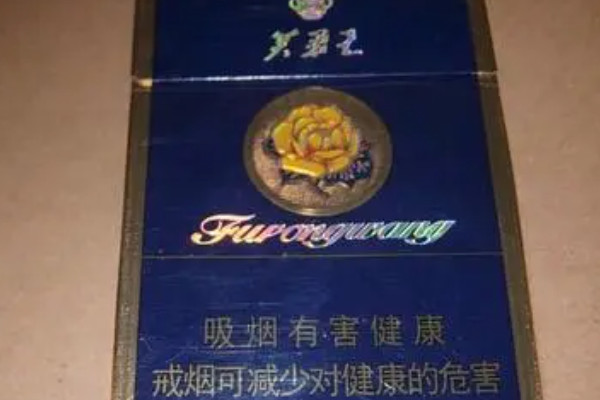 芙蓉王
Furongwang
吸烟有害健康
戒烟可减少对健康的危害